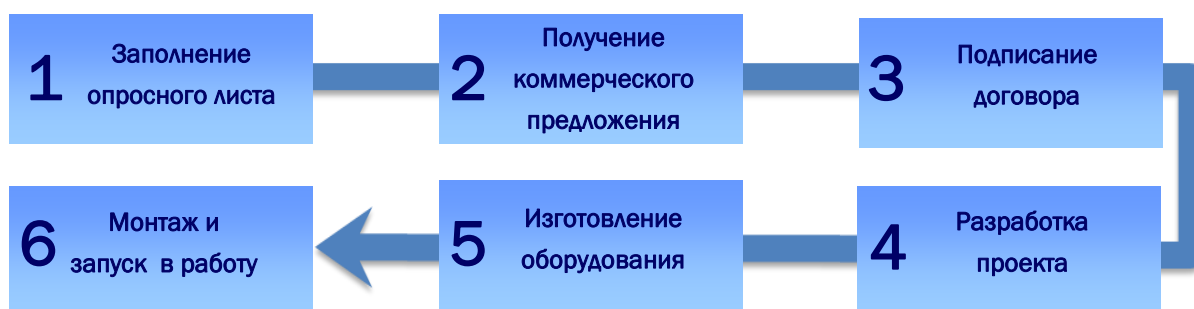 1
Заполнение
опросного листа
2
Получение
коммерческого
предложения
3
Подписание
договора
4
Разработка
проекта
5
Изготовление
оборудования
6
Монтаж и
запуск в работу